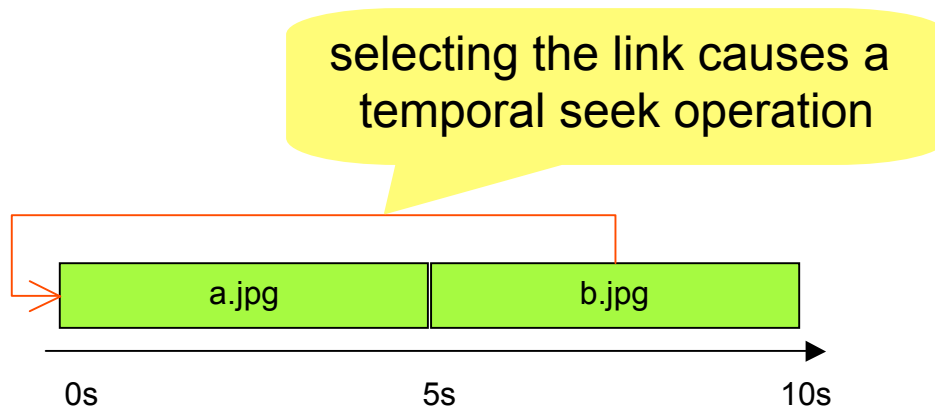 selecting the link causes a
temporal seek operation
a.jpg
b.jpg
0s
5s
10s